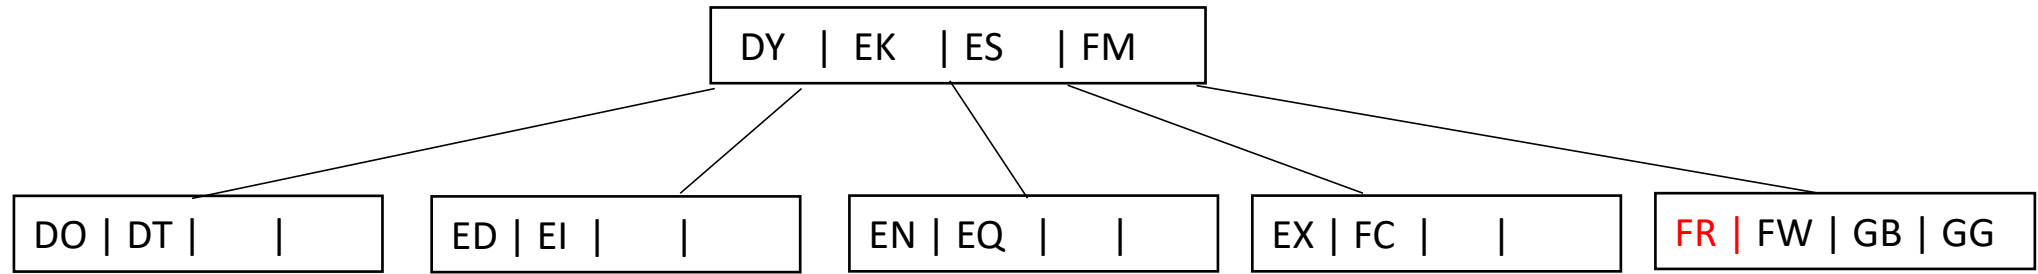 DY | EK | ES | FM
DO | DT | |
ED | EI | |
EN | EQ | |
EX | FC | |
FR | FW | GB | GG